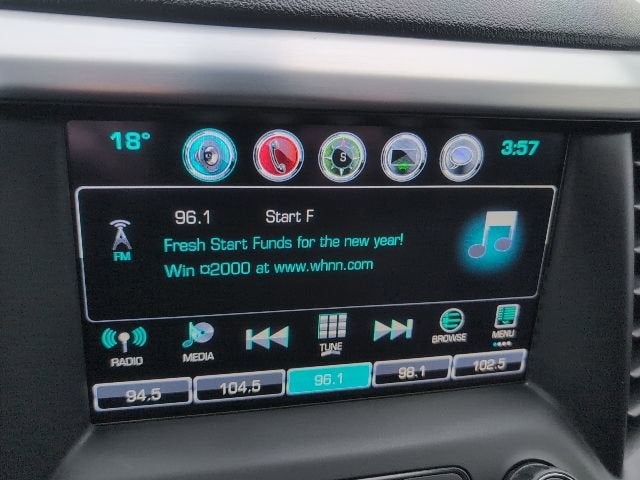 18° 3:57
S
96.1 Start F
FM
Fresh Start Funds for the new year!
Win ¤2000 at www.whnn.com
RADIO MEDIA TUNE BROWSE MENU
94.5 104.5 96.1 98.1 102.5